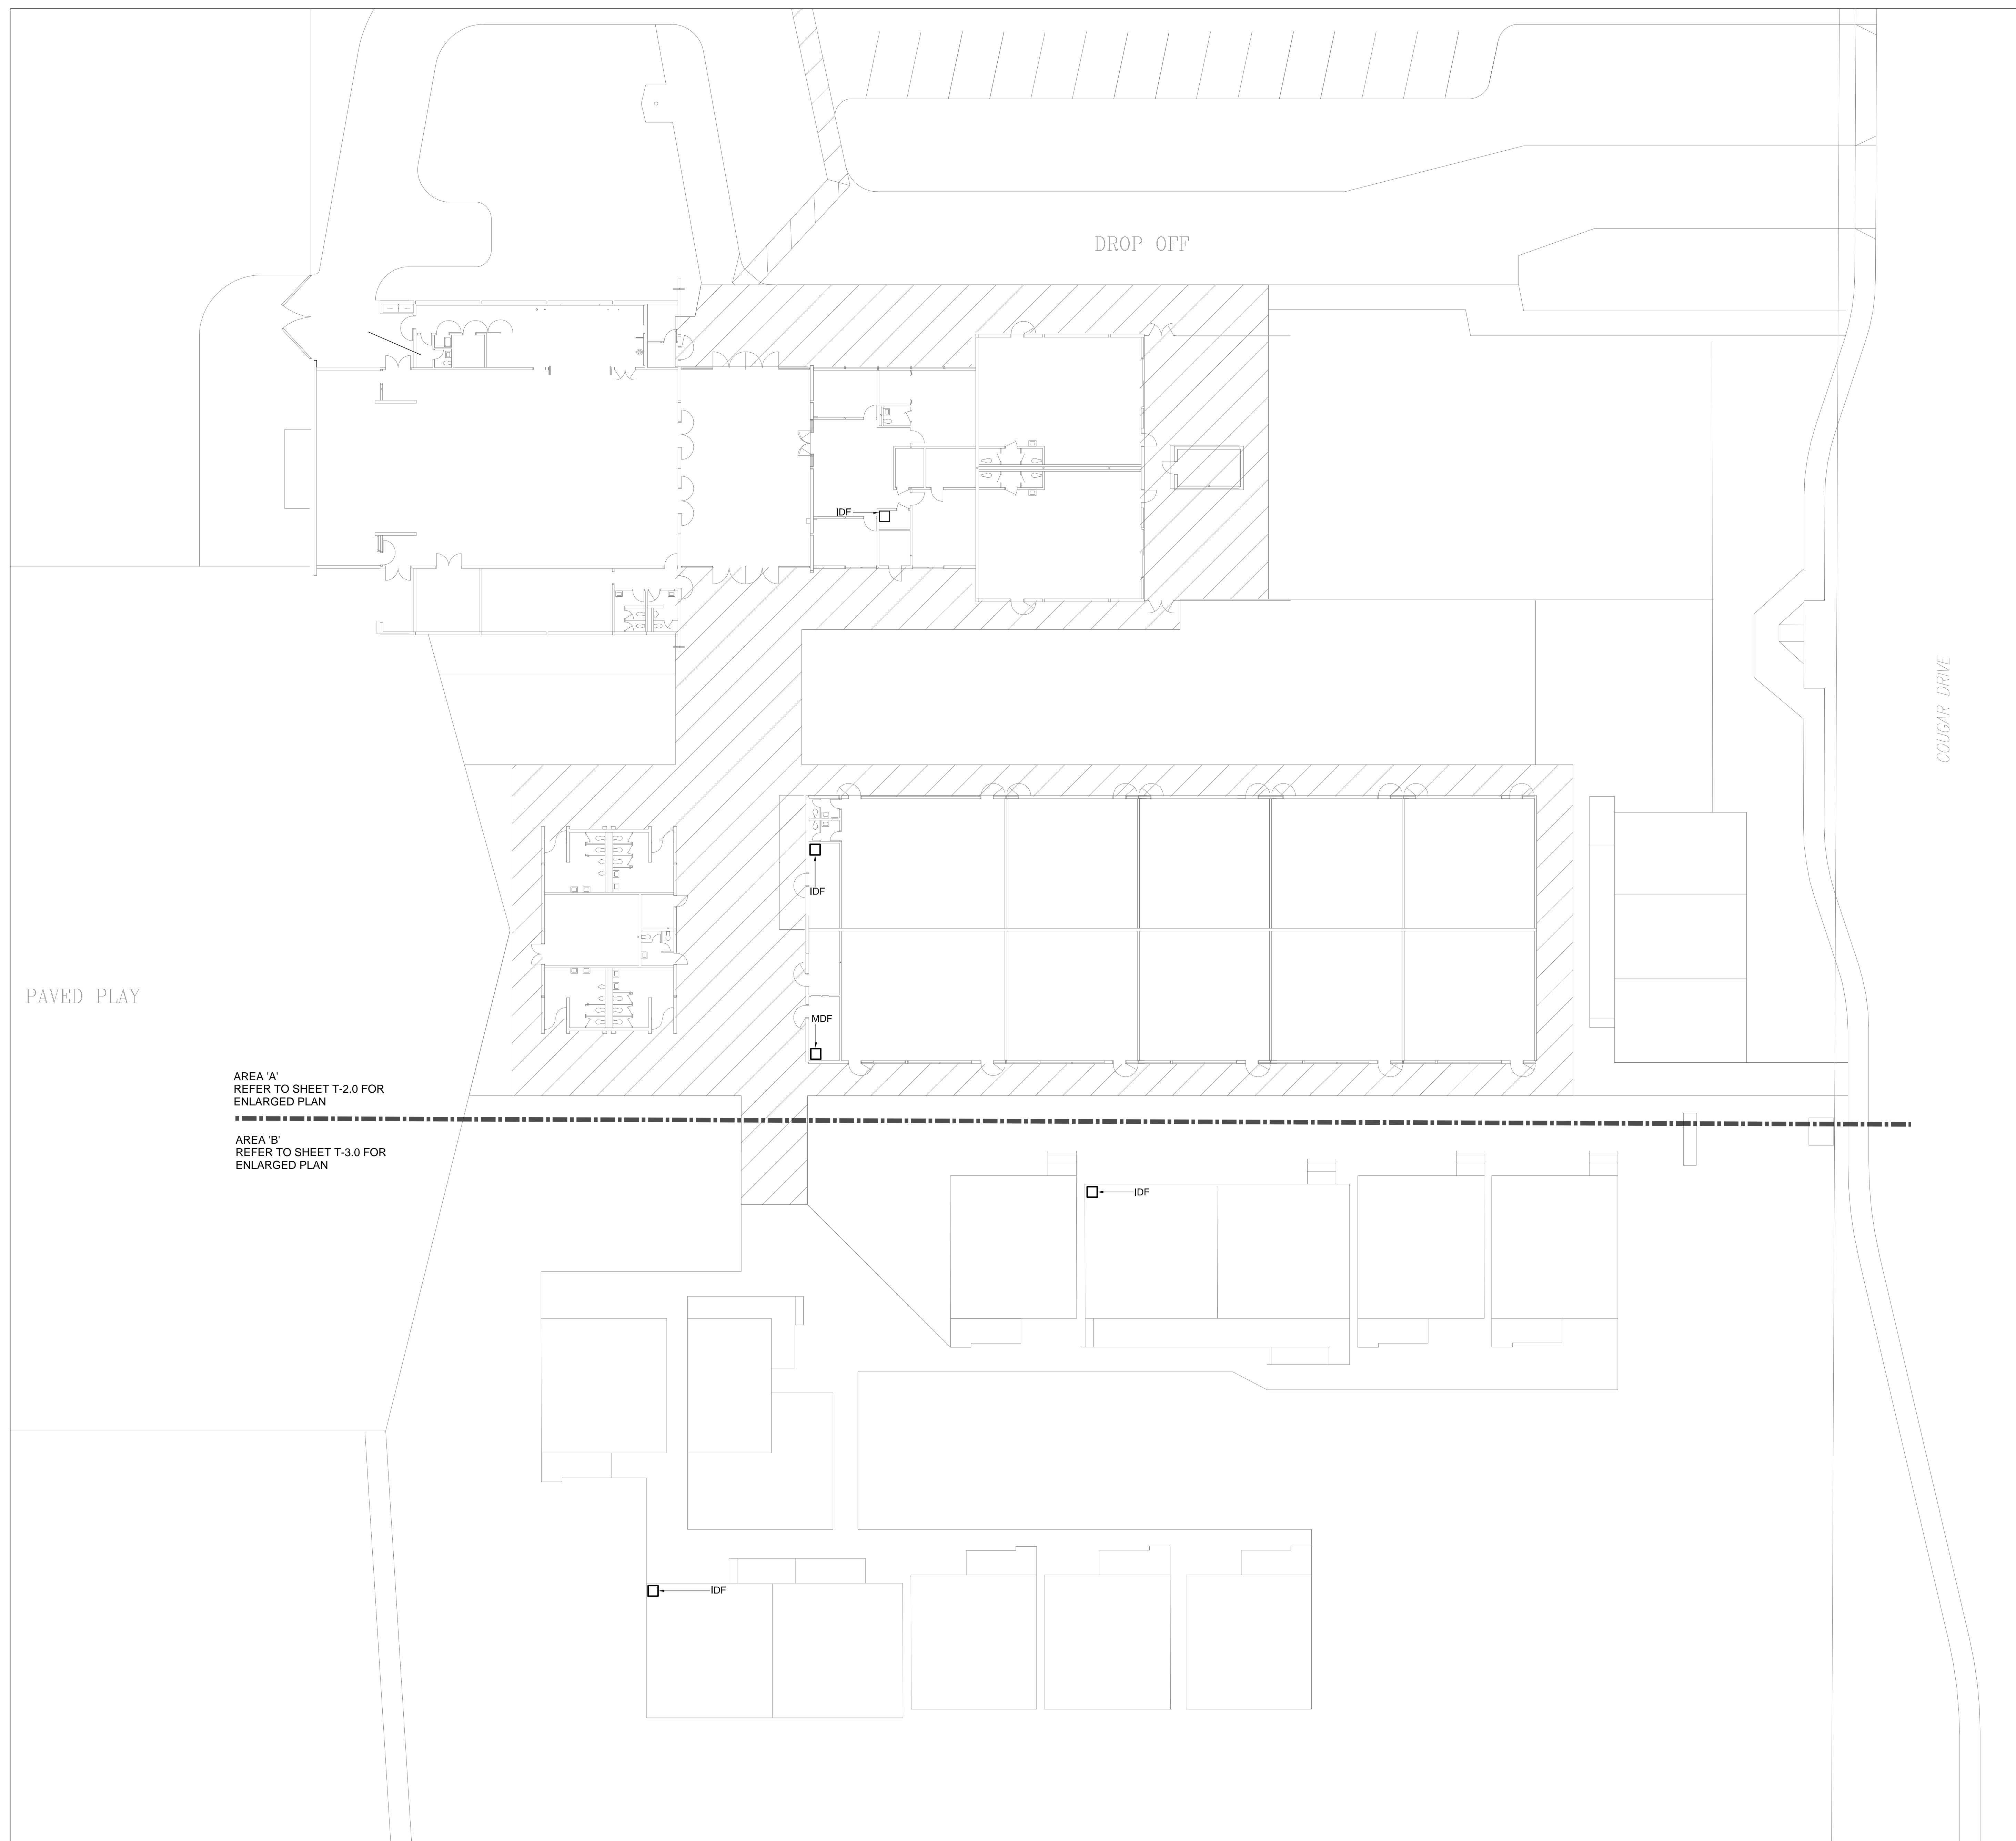 DROP OFF
IDF
COUGAR DRIVE
IDF
PAVED PLAY
MDF
AREA 'A'
REFER TO SHEET T-2.0 FOR
ENLARGED PLAN
AREA 'B'
REFER TO SHEET T-3.0 FOR
ENLARGED PLAN
IDF
IDF